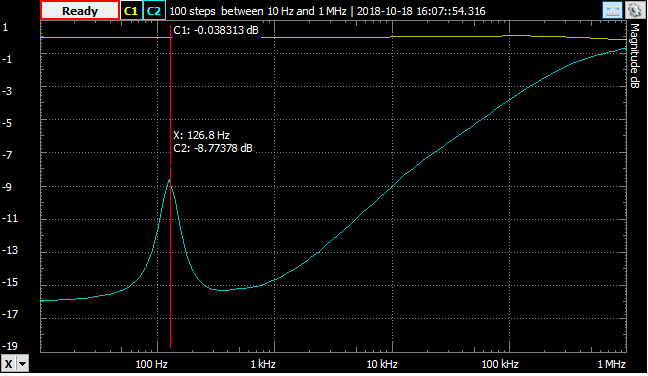 Ready C1 C2 100 steps between 10 Hz and 1 MHz | 2018-10-18 16:07:54.316
1
C1: -0.038313 dB
Magnitude dB
-1
-3
-5
X: 126.8 Hz
C2: -8.77378 dB
-7
-9
-11
-13
-15
-17
-19
X 100 Hz 1 kHz 10 kHz 100 kHz 1 MHz